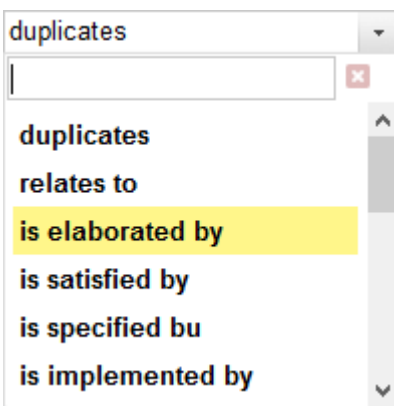 duplicates
duplicates
relates to
is elaborated by
is satisfied by
is specified bu
is implemented by